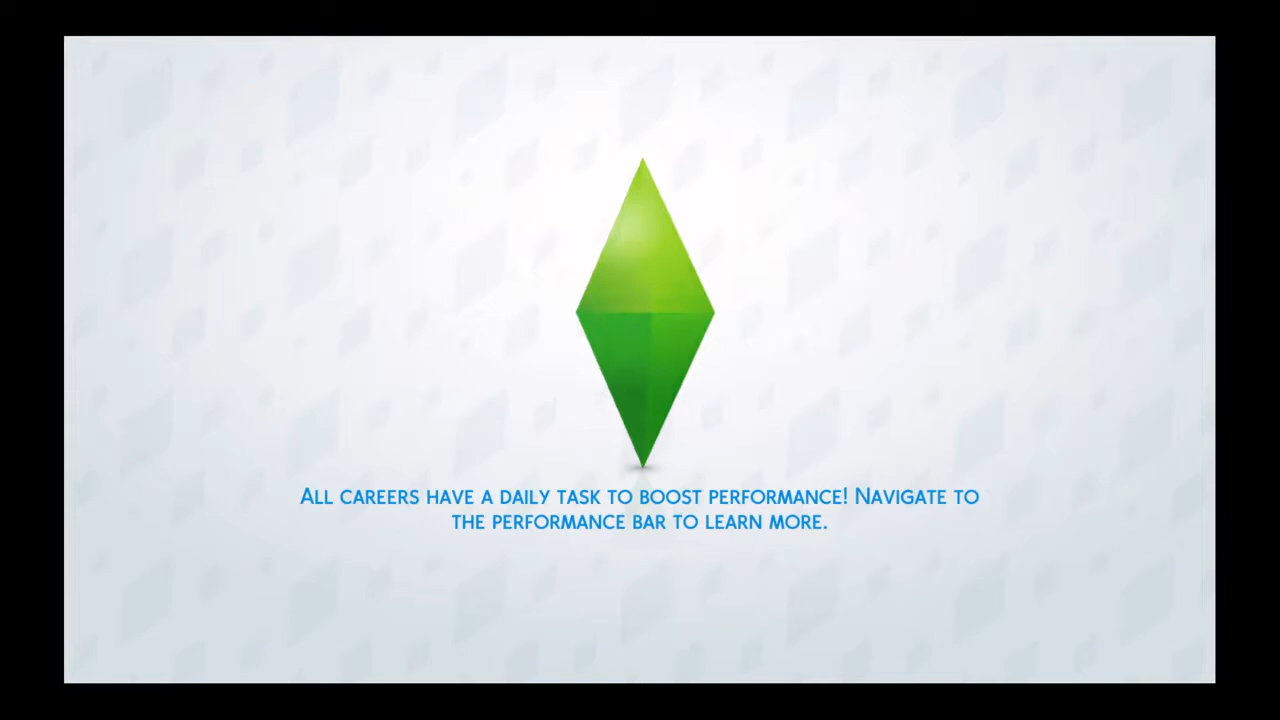 All careers have a daily task to boost performance! Navigate to
the performance bar to learn more.